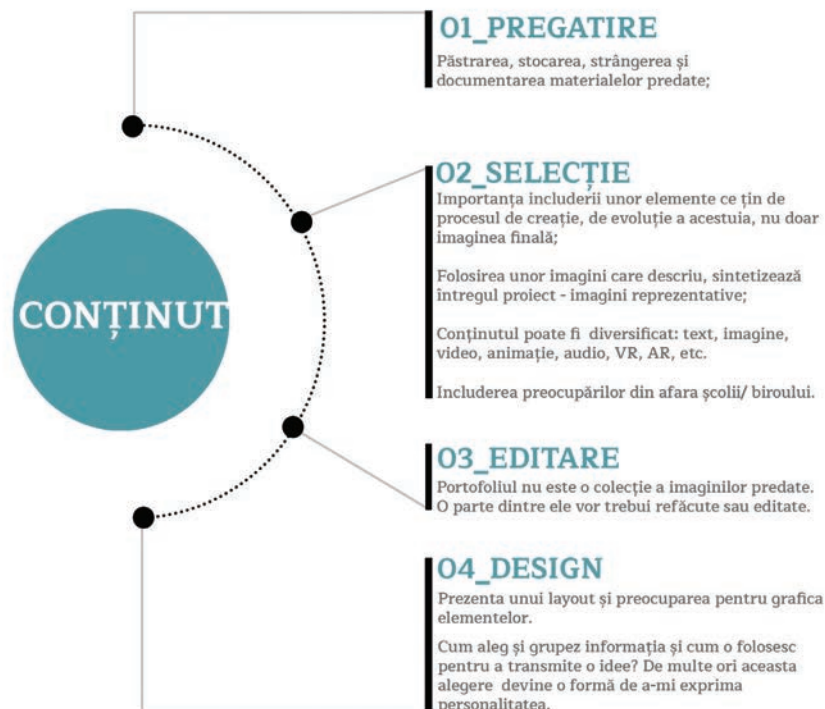 CONȚINUT
01_PREGATIRE
Păstrarea, stocarea, strângerea și
documentarea materialelor predate;
02_SELECȚIE
Importanța includerii unor elemente ce țin de
procesul de creație, de evoluție a acestuia, nu doar
imaginea finală;
Folosirea unor imagini care descriu, sintetizează
întregul proiect - imagini reprezentative;
Conținutul poate fi diversificat: text, imagine,
video, animație, audio, VR, AR, etc.
Includerea preocupărilor din afara școlii/ biroului.
03_EDITARE
Portofoliul nu este o colecție a imaginilor predate.
O parte dintre ele vor trebui refăcute sau editate.
04_DESIGN
Prezenta unui layout și preocuparea pentru grafica
elementelor.
Cum aleg și grupez informația și cum o folosesc
pentru a transmite o idee? De multe ori aceasta
alegere devine o formă de a-mi exprima
personalitatea.